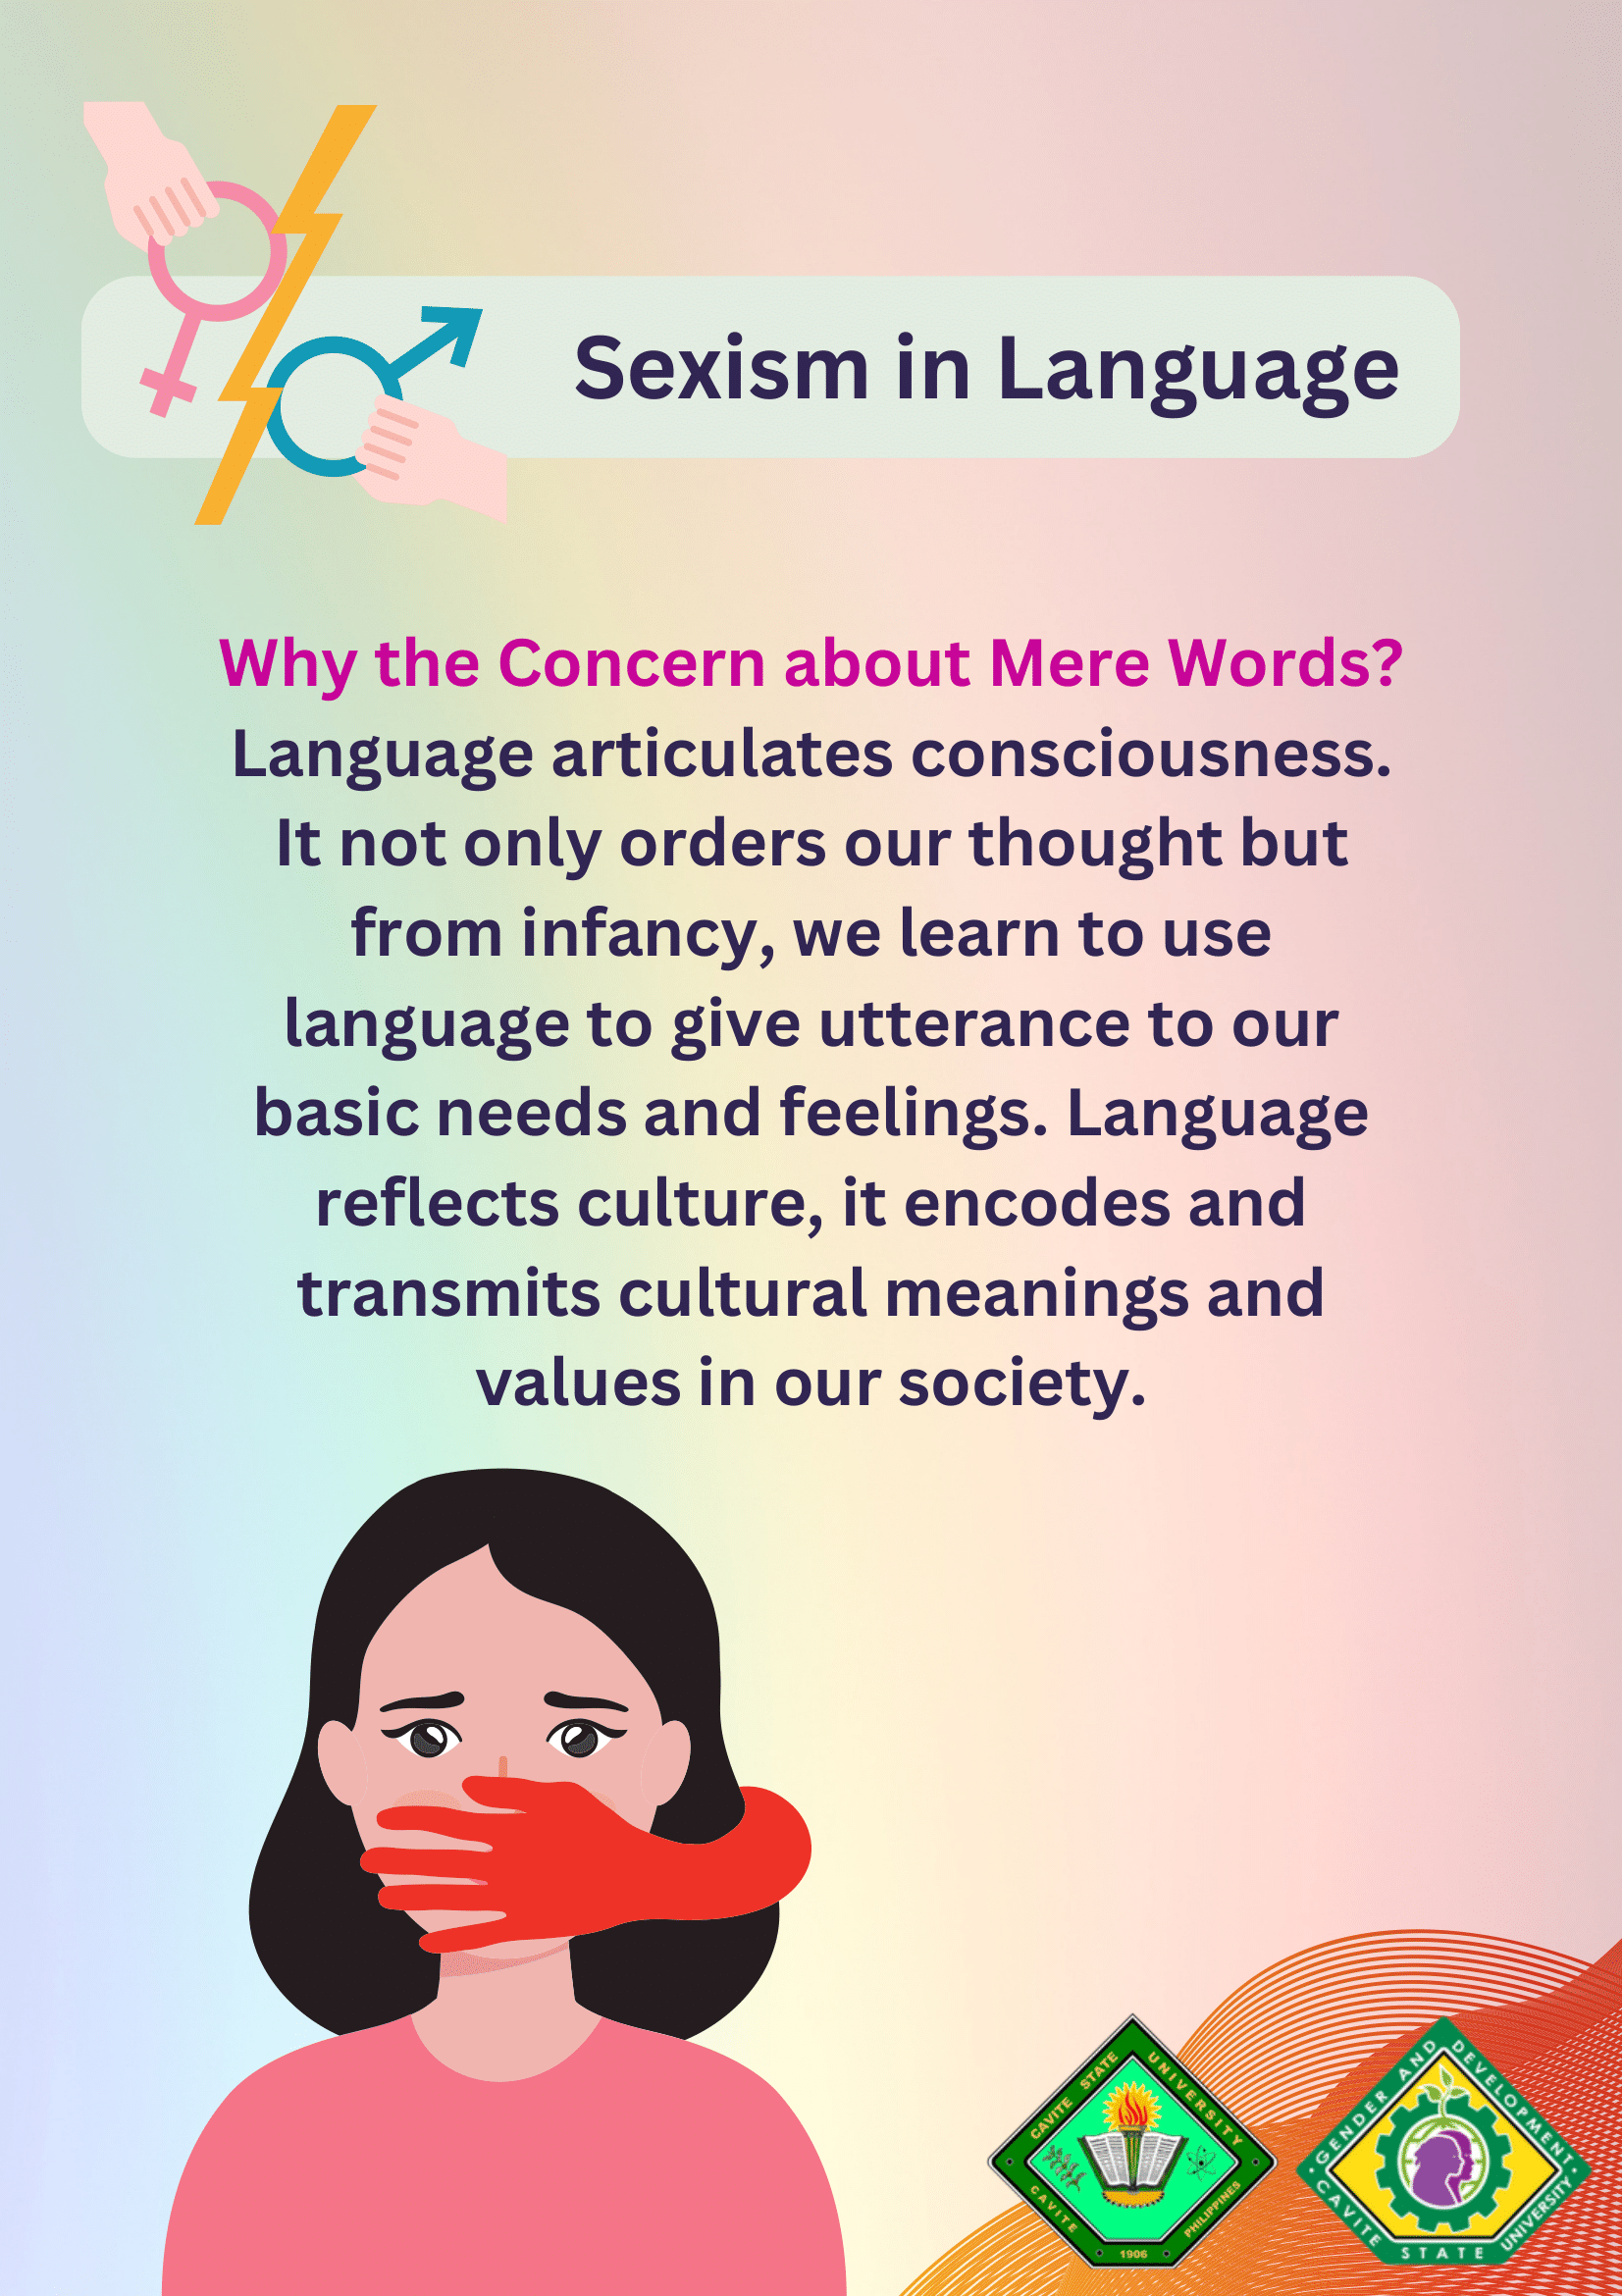 Sexism in Language
Why the Concern about Mere Words?
Language articulates consciousness.
It not only orders our thought but
from infancy, we learn to use
language to give utterance to our
basic needs and feelings. Language
reflects culture, it encodes and
transmits cultural meanings and
values in our society.
CAVITE STATE UNIVERSITY
CAVITE PHILIPPINES
1906
GENDER AND DEVELOPMENT
CAVITE STATE UNIVERSITY